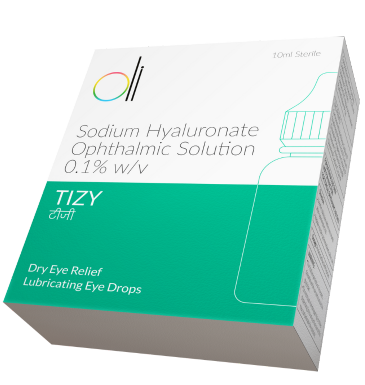 oli
10ml Sterile
Sodium Hyaluronate
Ophthalmic Solution
0.1% w/v
TIZY
टीज़ी
Dry Eye Relief
Lubricating Eye Drops